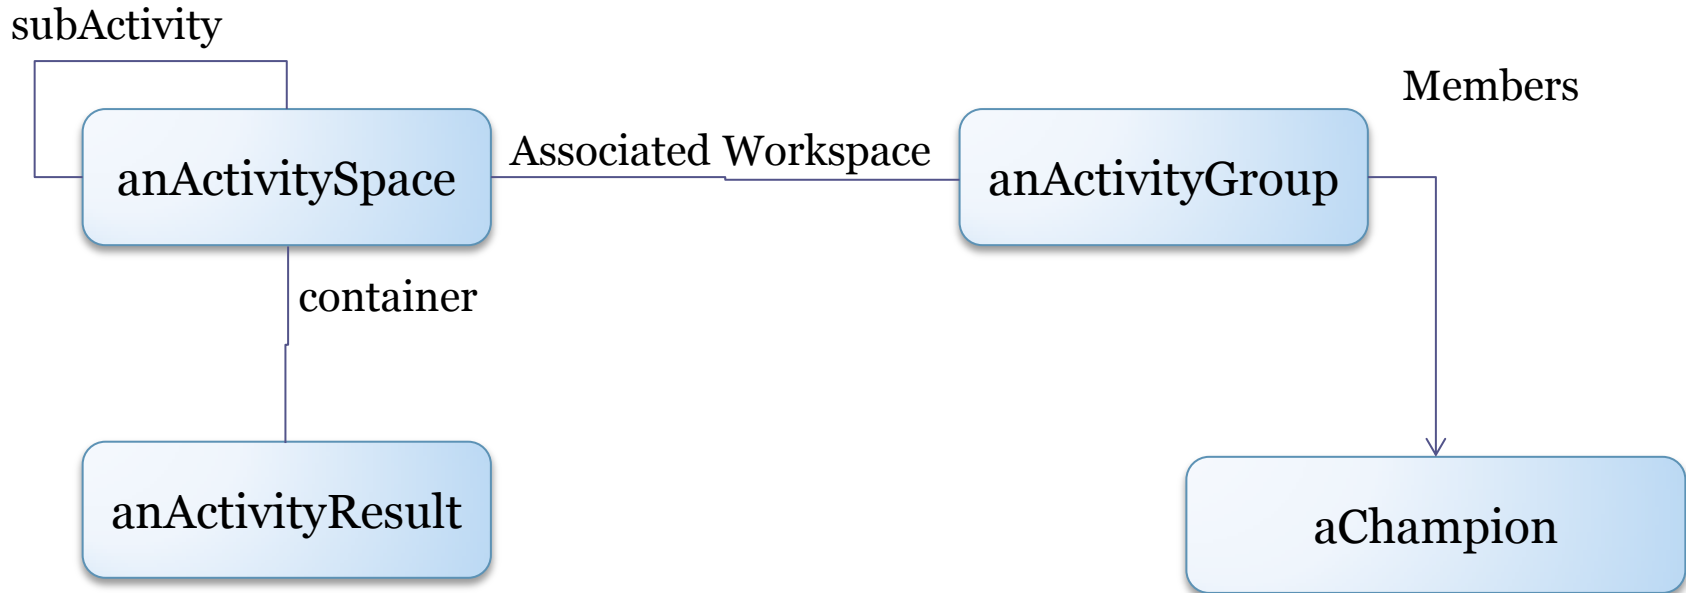 subActivity
Members
Associated Workspace
anActivitySpace
anActivityGroup
container
anActivityResult
aChampion